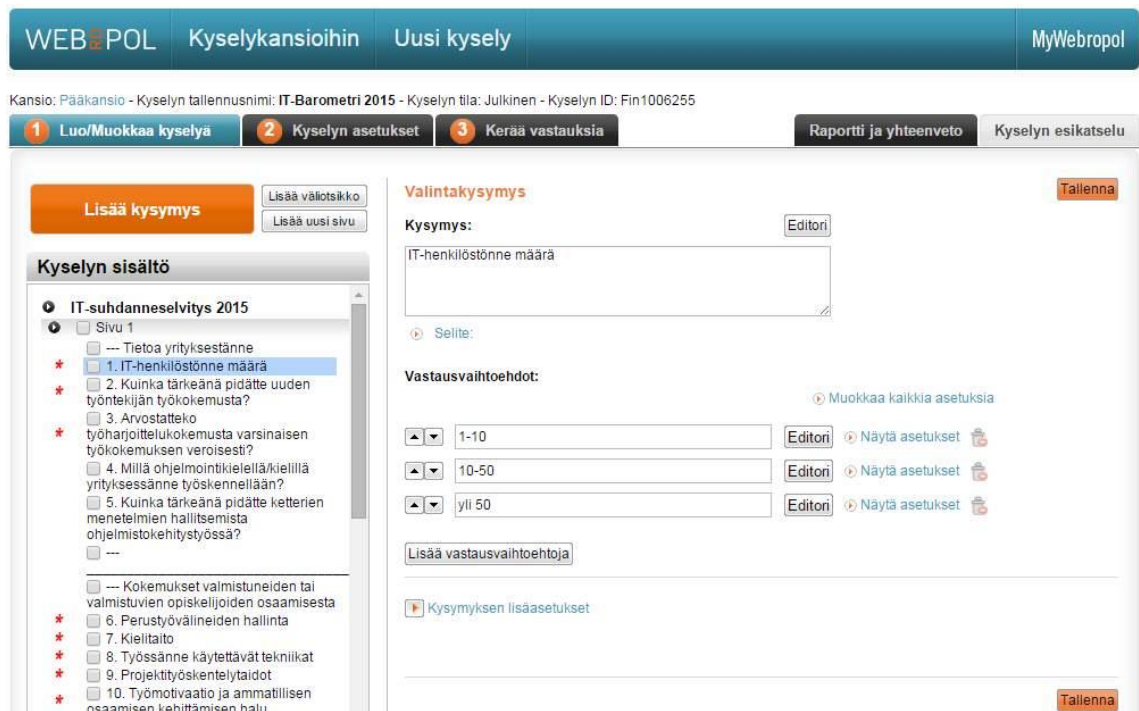 WEBROPOL Kyselykansioihin Uusi kysely MyWebropol
Kansio: Pääkansio - Kyselyn tallennusnimi: IT-Barometri 2015 - Kyselyn tila: Julkinen - Kyselyn ID: Fin1006255
1 Luo/Muokkaa kyselyä 2 Kyselyn asetukset 3 Kerää vastauksia Raportti ja yhteenveto Kyselyn esikatselu
Lisää kysymys
Lisää väliotsikko
Lisää uusi sivu
Kyselyn sisältö
IT-suhdanneselvitys 2015
Sivu 1
--- Tietoa yrityksestänne
* 1. IT-henkilöstönne määrä
* 2. Kuinka tärkeänä pidätte uuden
työntekijän työkokemusta?
3. Arvostatteko
* työharjoittelukokemusta varsinaisen
työkokemuksen veroisesti?
4. Millä ohjelmointikielellä/kielillä
yrityksessänne työskennellään?
5. Kuinka tärkeänä pidätte ketterien
menetelmien hallitsemista
ohjelmistokehitystyössä?
---
--- Kokemukset valmistuneiden tai
valmistuvien opiskelijoiden osaamisesta
* 6. Perustyövälineiden hallinta
* 7. Kielitaito
* 8. Työssänne käytettävät tekniikat
* 9. Projektityöskentelytaidot
* 10. Työmotivaatio ja ammatillisen
osaamisen kehittämisen halu
Valintakysymys Tallenna
Kysymys: Editori
IT-henkilöstönne määrä
Selite:
Vastausvaihtoehdot:
Muokkaa kaikkia asetuksia
1-10 Editori Näytä asetukset
10-50 Editori Näytä asetukset
yli 50 Editori Näytä asetukset
Lisää vastausvaihtoehtoja
Kysymyksen lisäasetukset
Tallenna